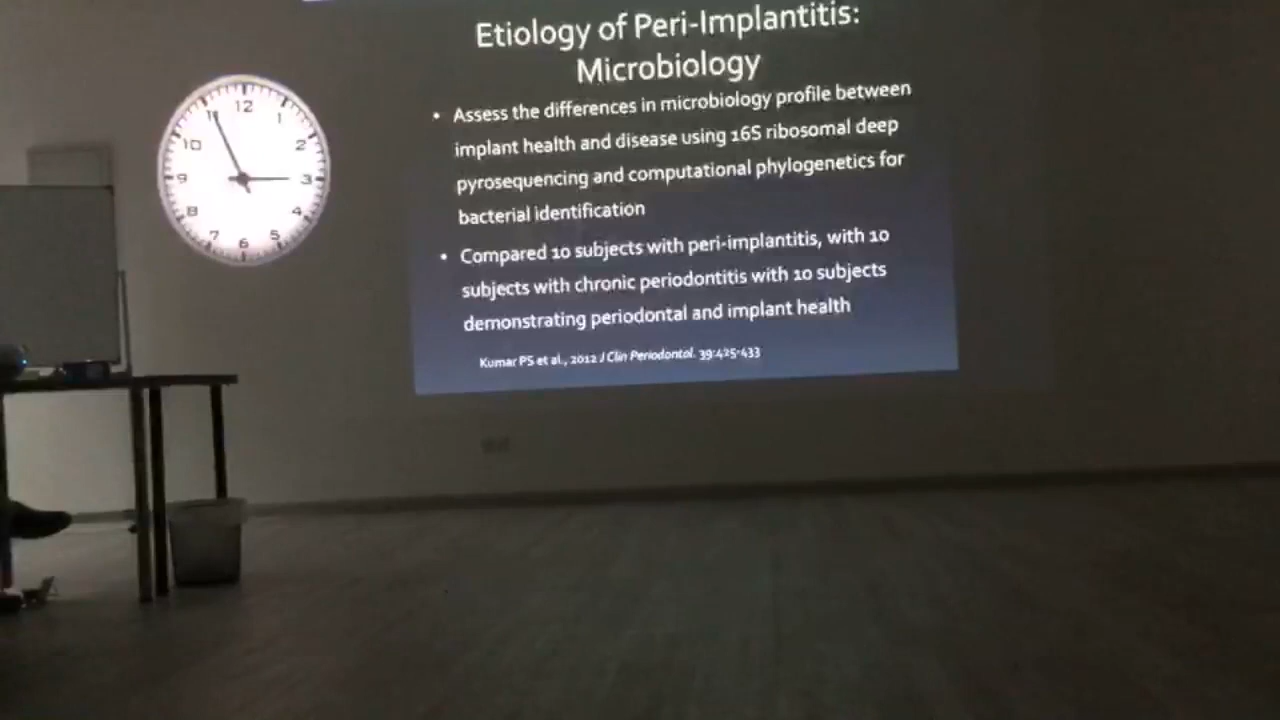 Etiology of Peri-Implantitis:
Microbiology
• Assess the differences in microbiology profile between
implant health and disease using 16S ribosomal deep
pyrosequencing and computational phylogenetics for
bacterial identification
• Compared 10 subjects with peri-implantitis, with 10
subjects with chronic periodontitis with 10 subjects
demonstrating periodontal and implant health
Kumar PS et al., 2012 J Clin Periodontol. 39:425-433
12
11
1
10
2
9
3
8
4
7
5
6